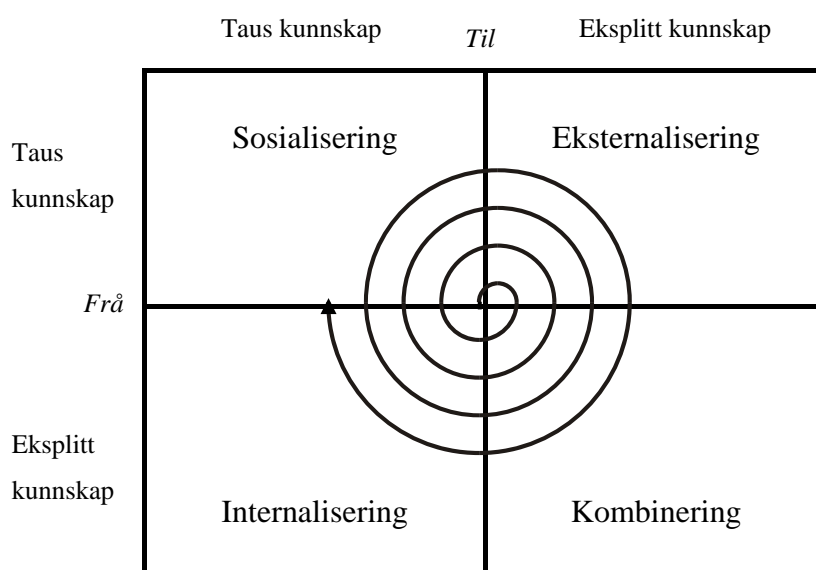 Taus kunnskap
Til
Eksplitt kunnskap
Sosialisering
Eksternalisering
Taus
kunnskap
Frå
Eksplitt
kunnskap
Internalisering
Kombinering